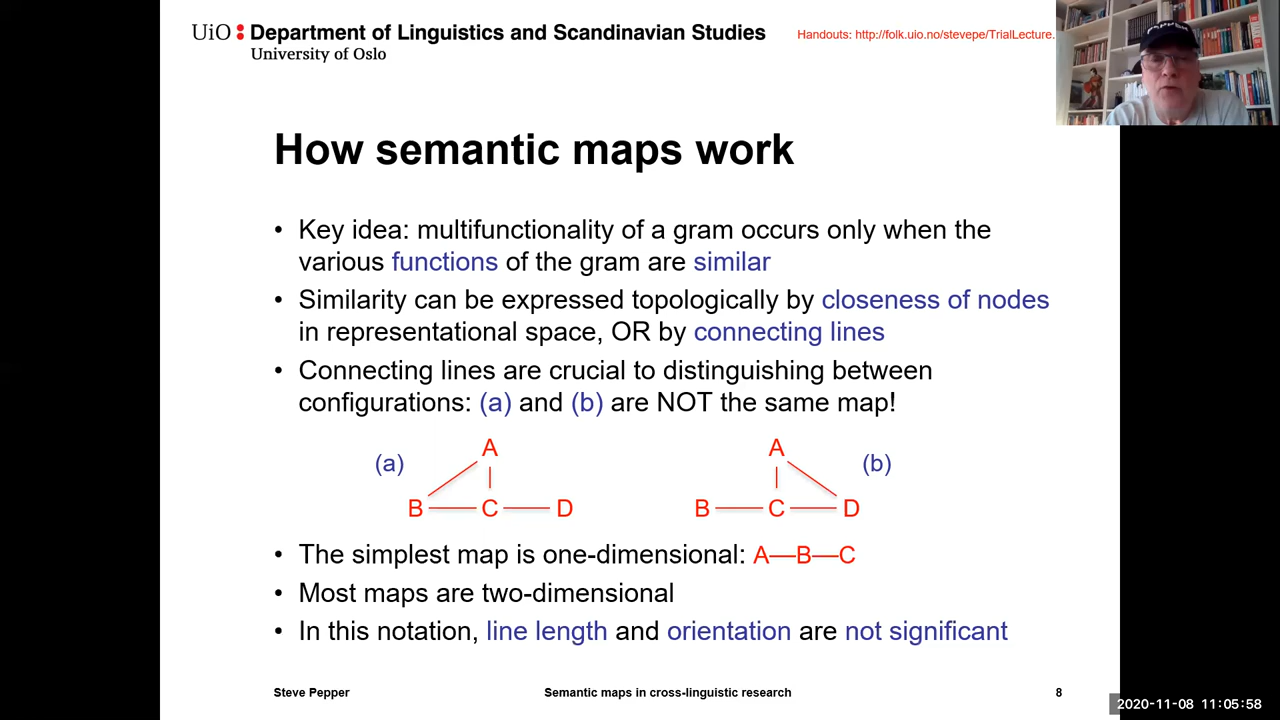 UiO: Department of Linguistics and Scandinavian Studies
University of Oslo
Handouts: http://folk.uio.no/stevepe/TrialLecture.
How semantic maps work
• Key idea: multifunctionality of a gram occurs only when the
various functions of the gram are similar
• Similarity can be expressed topologically by closeness of nodes
in representational space, OR by connecting lines
• Connecting lines are crucial to distinguishing between
configurations: (a) and (b) are NOT the same map!
(a)
A
B C D
A
(b)
B C D
• The simplest map is one-dimensional: A—B—C
• Most maps are two-dimensional
• In this notation, line length and orientation are not significant
Steve Pepper
Semantic maps in cross-linguistic research
8
2020-11-08 11:05:58